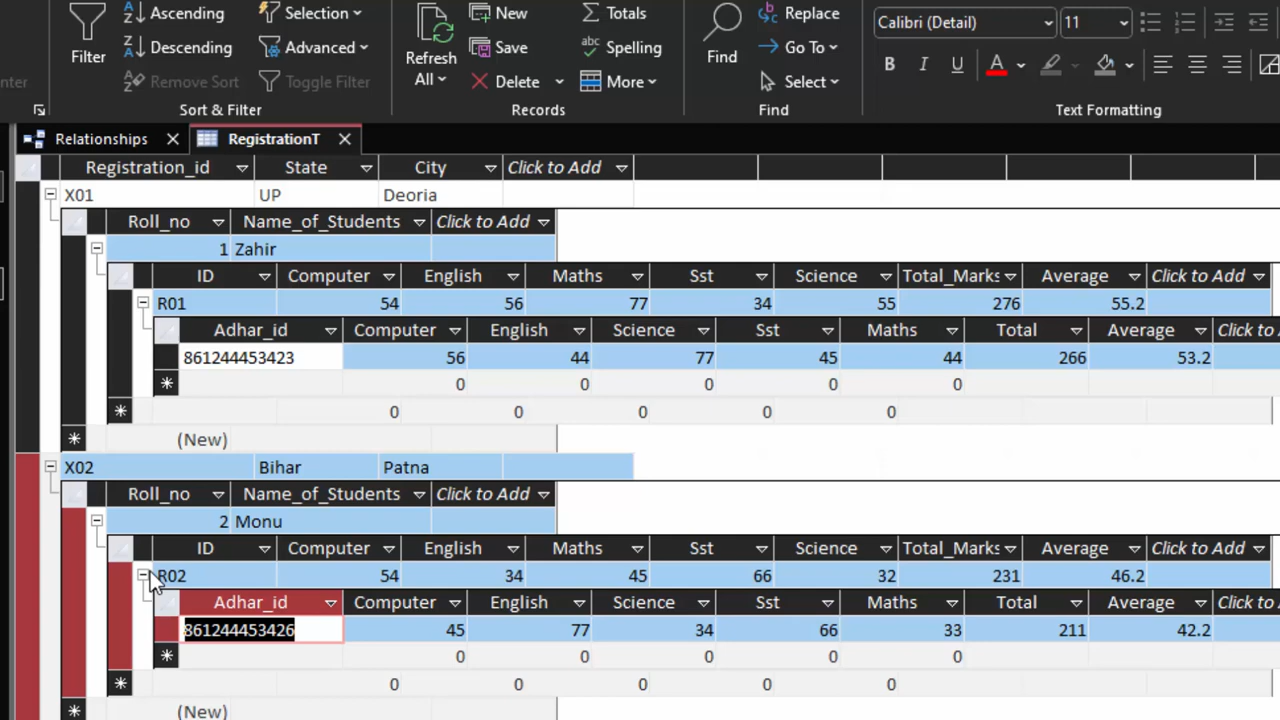 Ascending Selection New Totals Replace Calibri (Detail) 11
Filter Descending Advanced Refresh All Save Spelling Find Go To
nter Remove Sort Toggle Filter Delete More Select B I U A
Sort & Filter Records Find Text Formatting
Relationships RegistrationT
Registration_id State City Click to Add
X01 UP Deoria
Roll_no Name_of_Students Click to Add
1 Zahir
ID Computer English Maths Sst Science Total_Marks Average Click to Add
R01 54 56 77 34 55 276 55.2
Adhar_id Computer English Science Sst Maths Total Average Click to
861244453423 56 44 77 45 44 266 53.2
0 0 0 0 0
0 0 0 0 0
(New)
X02 Bihar Patna
Roll_no Name_of_Students Click to Add
2 Monu
ID Computer English Maths Sst Science Total_Marks Average Click to Add
R02 54 34 45 66 32 231 46.2
Adhar_id Computer English Science Sst Maths Total Average Click to
861244453426 45 77 34 66 33 211 42.2
0 0 0 0 0
0 0 0 0 0
(New)